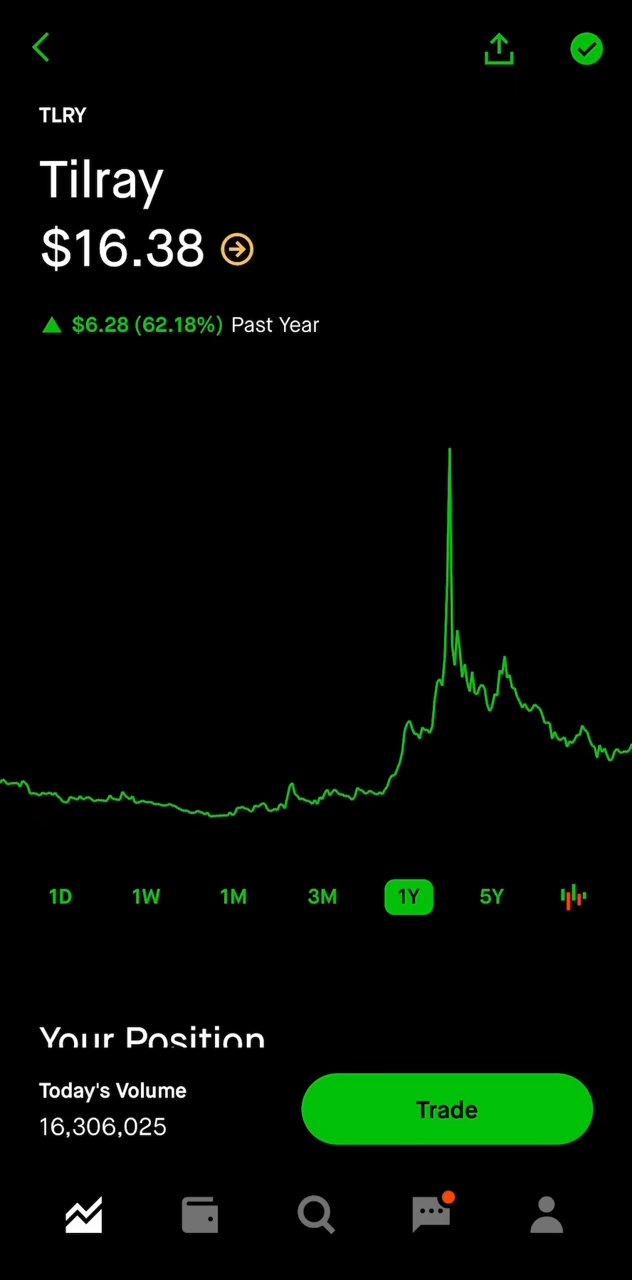 TLRY
Tilray
$16.38
$6.28 (62.18%) Past Year
1D 1W 1M 3M 1Y 5Y
Your Position
Today's Volume
16,306,025
Trade